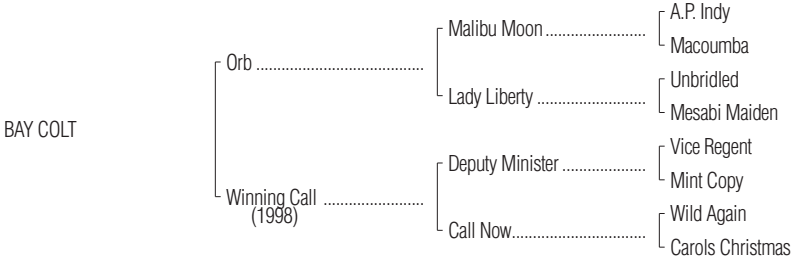 A.P. Indy
Malibu Moon ........................
Macoumba
Orb .......................................
Unbridled
Lady Liberty ..........................
Mesabi Maiden
BAY COLT
Vice Regent
Deputy Minister ....................
Mint Copy
Winning Call ........................
(1998)
Wild Again
Call Now................................
Carols Christmas